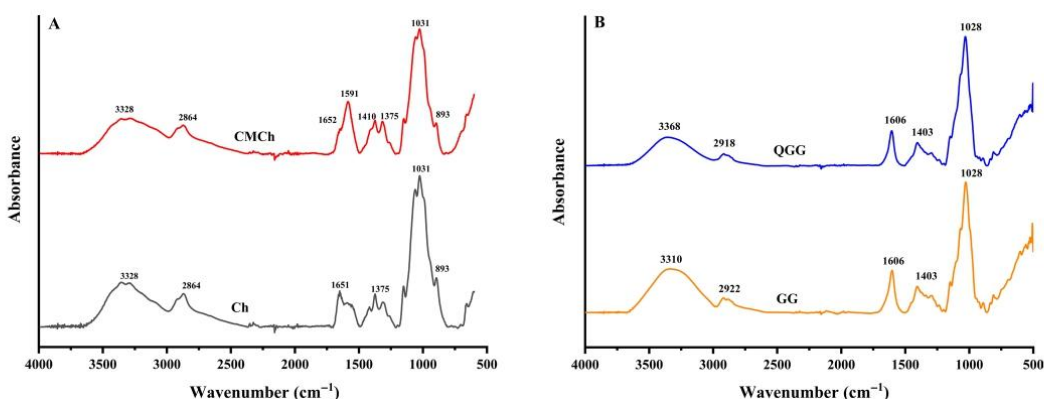 A
1031
3328
2864
1652
1591
1410
1375
893
CMCh
1031
3328
2864
1651
1375
893
Ch
Absorbance
4000 3500 3000 2500 2000 1500 1000 500
Wavenumber (cm⁻¹)
B
1028
3368
2918
1606
1403
QGG
1028
3310
2922
1606
1403
GG
Absorbance
4000 3500 3000 2500 2000 1500 1000 500
Wavenumber (cm⁻¹)